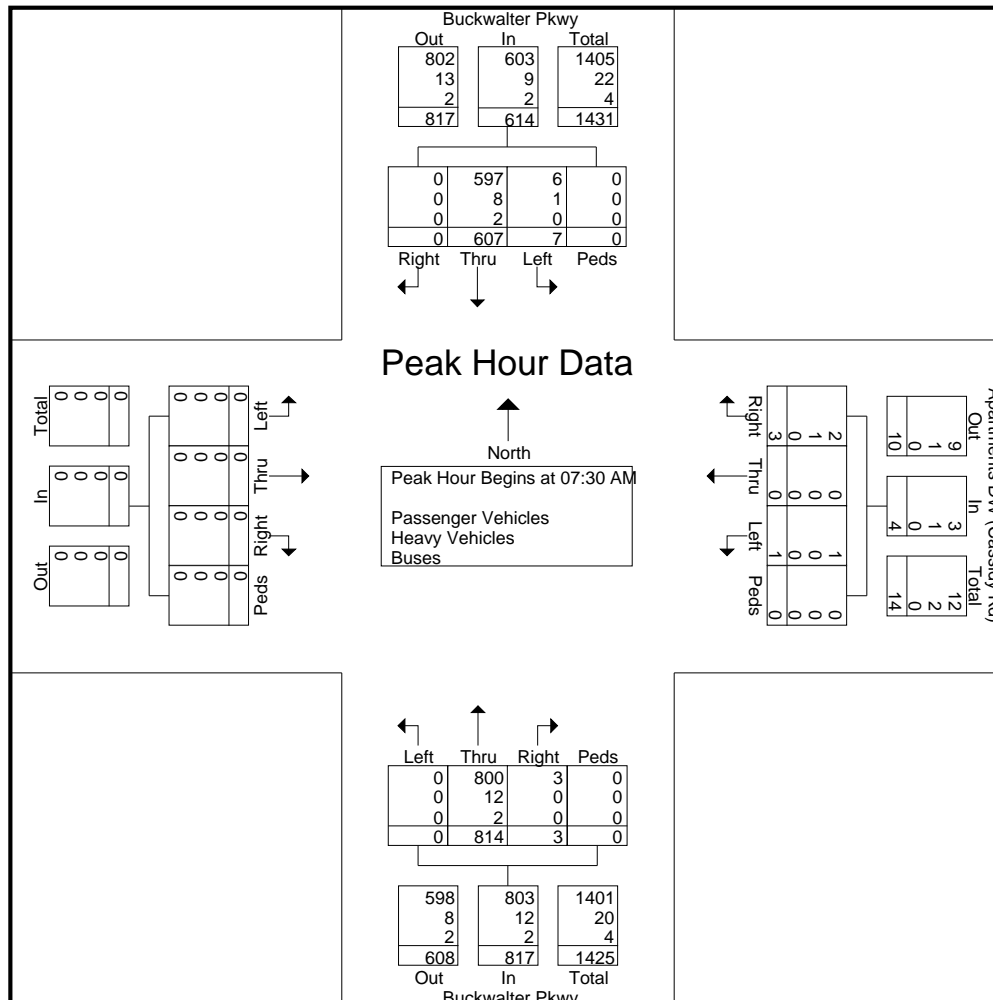 Buckwalter Pkwy
Out In Total
802 603 1405
13 9 22
2 2 4
817 614 1431
0 597 6 0
0 8 1 0
0 2 0 0
0 607 7 0
Right Thru Left Peds
Peak Hour Data
North
Peak Hour Begins at 07:30 AM
Passenger Vehicles
Heavy Vehicles
Buses
Total
0 0 0 0
In
0 0 0 0
Out
0 0 0 0
Left
0 0 0 0
Thru
0 0 0 0
Right
0 0 0 0
Peds
0 0 0 0
Right
2 1 0 3
Thru
0 0 0 0
Left
1 0 0 1
Peds
0 0 0 0
Out
9 1 0 10
In
3 1 0 4
Total
12 2 0 14
Left Thru Right Peds
0 800 3 0
0 12 0 0
0 2 0 0
0 814 3 0
598 803 1401
8 12 20
2 2 4
608 817 1425
Out In Total
Buckwalter Pkwy